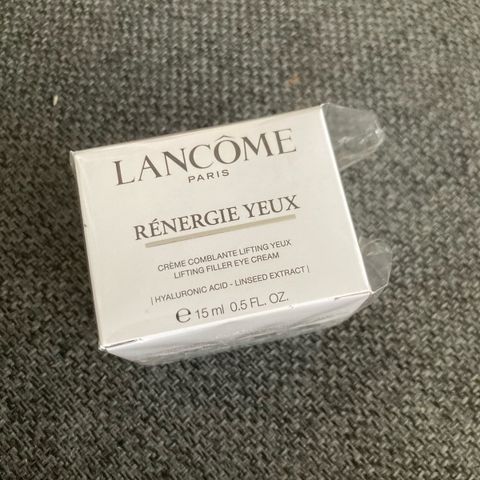 LANCÔME
PARIS
RÉNERGIE YEUX
CRÈME COMBLANTE LIFTING YEUX
LIFTING FILLER EYE CREAM
| HYALURONIC ACID - LINSEED EXTRACT |
℮ 15 ml 0.5 FL. OZ.